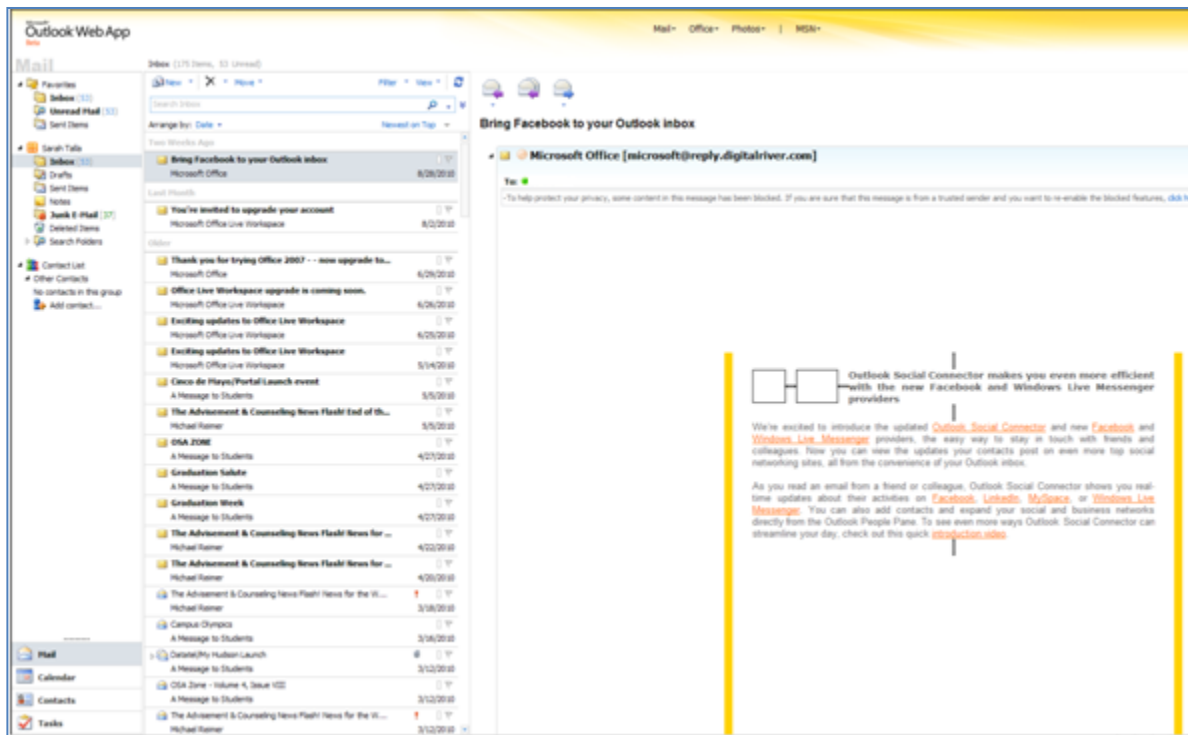 Microsoft
Outlook Web App
Beta
Mail Office Photos | MSN
Mail
Inbox (175 Items, 53 Unread)
Favorites
Inbox (53)
Unread Mail (53)
Sent Items
Sarah Talla
Inbox (53)
Drafts
Sent Items
Notes
Junk E-Mail [37]
Deleted Items
Search Folders
Contact List
Other Contacts
No contacts in this group
Add contact...
Mail
Calendar
Contacts
Tasks
New Move Filter View
Search Inbox
Arrange by: Date Newest on Top
Two Weeks Ago
Bring Facebook to your Outlook inbox
Microsoft Office 8/28/2010
Last Month
You're invited to upgrade your account
Microsoft Office Live Workspace 8/2/2010
Older
Thank you for trying Office 2007 - - now upgrade to...
Microsoft Office 6/29/2010
Office Live Workspace upgrade is coming soon.
Microsoft Office Live Workspace 6/26/2010
Exciting updates to Office Live Workspace
Microsoft Office Live Workspace 6/25/2010
Exciting updates to Office Live Workspace
Microsoft Office Live Workspace 5/14/2010
Cinco de Mayo/Portal Launch event
A Message to Students 5/5/2010
The Advisement & Counseling News Flash! End of th...
Michael Reimer 5/5/2010
OSA ZONE
A Message to Students 4/27/2010
Graduation Salute
A Message to Students 4/27/2010
Graduation Week
A Message to Students 4/27/2010
The Advisement & Counseling News Flash! News for ...
Michael Reimer 4/22/2010
The Advisement & Counseling News Flash! News for ...
Michael Reimer 4/20/2010
The Advisement & Counseling News Flash! News for the W...
Michael Reimer 3/18/2010
Campus Olympics
A Message to Students 3/16/2010
Datatel/My Hudson Launch
A Message to Students 3/12/2010
OSA Zone - Volume 4, Issue VIII
A Message to Students 3/12/2010
The Advisement & Counseling News Flash! News for the W...
Michael Reimer 3/12/2010
Bring Facebook to your Outlook inbox
Microsoft Office [microsoft@reply.digitalriver.com]
To:
-To help protect your privacy, some content in this message has been blocked. If you are sure that this message is from a trusted sender and you want to re-enable the blocked features, click h
Outlook Social Connector makes you even more efficient
with the new Facebook and Windows Live Messenger
providers
We're excited to introduce the updated Outlook Social Connector and new Facebook and
Windows Live Messenger providers, the easy way to stay in touch with friends and
colleagues. Now you can view the updates your contacts post on even more top social
networking sites, all from the convenience of your Outlook inbox.
As you read an email from a friend or colleague, Outlook Social Connector shows you real-
time updates about their activities on Facebook, LinkedIn, MySpace, or Windows Live
Messenger. You can also add contacts and expand your social and business networks
directly from the Outlook People Pane. To see even more ways Outlook Social Connector can
streamline your day, check out this quick introduction video.